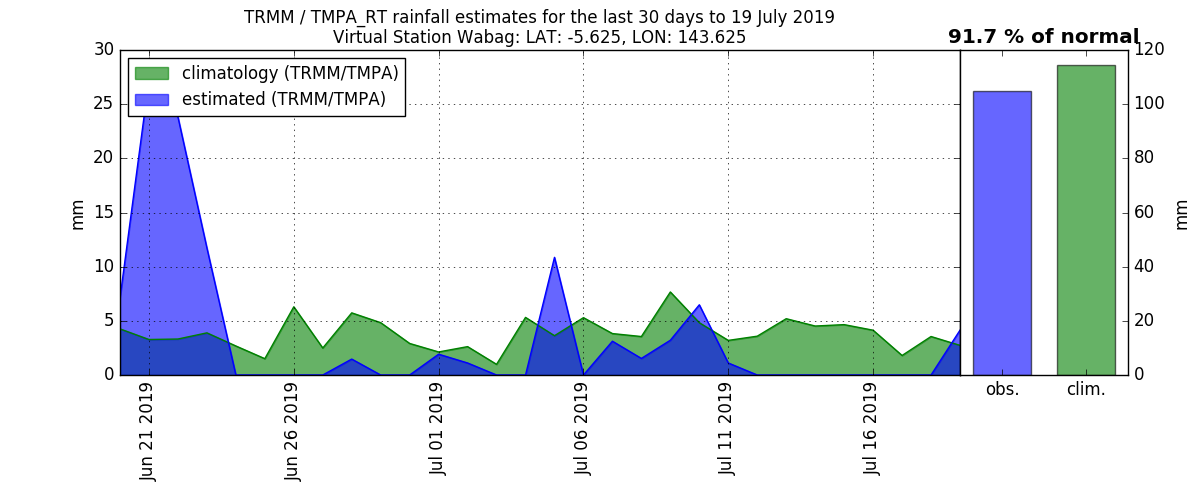 TRMM / TMPA_RT rainfall estimates for the last 30 days to 19 July 2019
Virtual Station Wabag: LAT: -5.625, LON: 143.625
91.7 % of normal
climatology (TRMM/TMPA)
estimated (TRMM/TMPA)
30
25
20
15
10
5
0
mm
Jun 21 2019
Jun 26 2019
Jul 01 2019
Jul 06 2019
Jul 11 2019
Jul 16 2019
120
100
80
60
40
20
0
mm
obs.
clim.